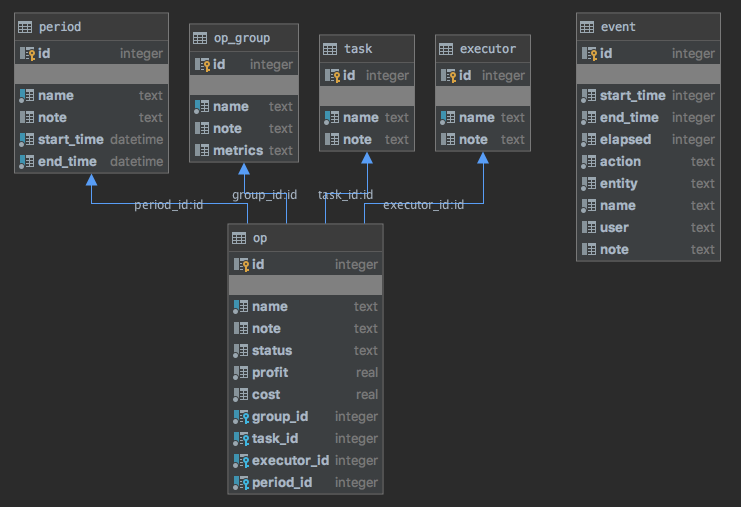 period
id integer
name text
note text
start_time datetime
end_time datetime
op_group
id integer
name text
note text
metrics text
task
id integer
name text
note text
executor
id integer
name text
note text
event
id integer
start_time integer
end_time integer
elapsed integer
action text
entity text
name text
user text
note text
period_id:id
group_id:id
task_id:id
executor_id:id
op
id integer
name text
note text
status text
profit real
cost real
group_id integer
task_id integer
executor_id integer
period_id integer